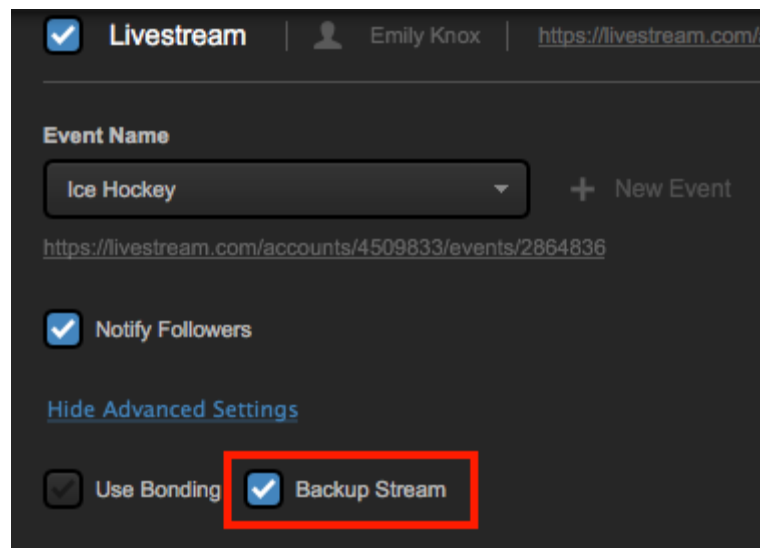 Livestream Emily Knox https://livestream.com/
Event Name
Ice Hockey + New Event
https://livestream.com/accounts/4509833/events/2864836
Notify Followers
Hide Advanced Settings
Use Bonding Backup Stream